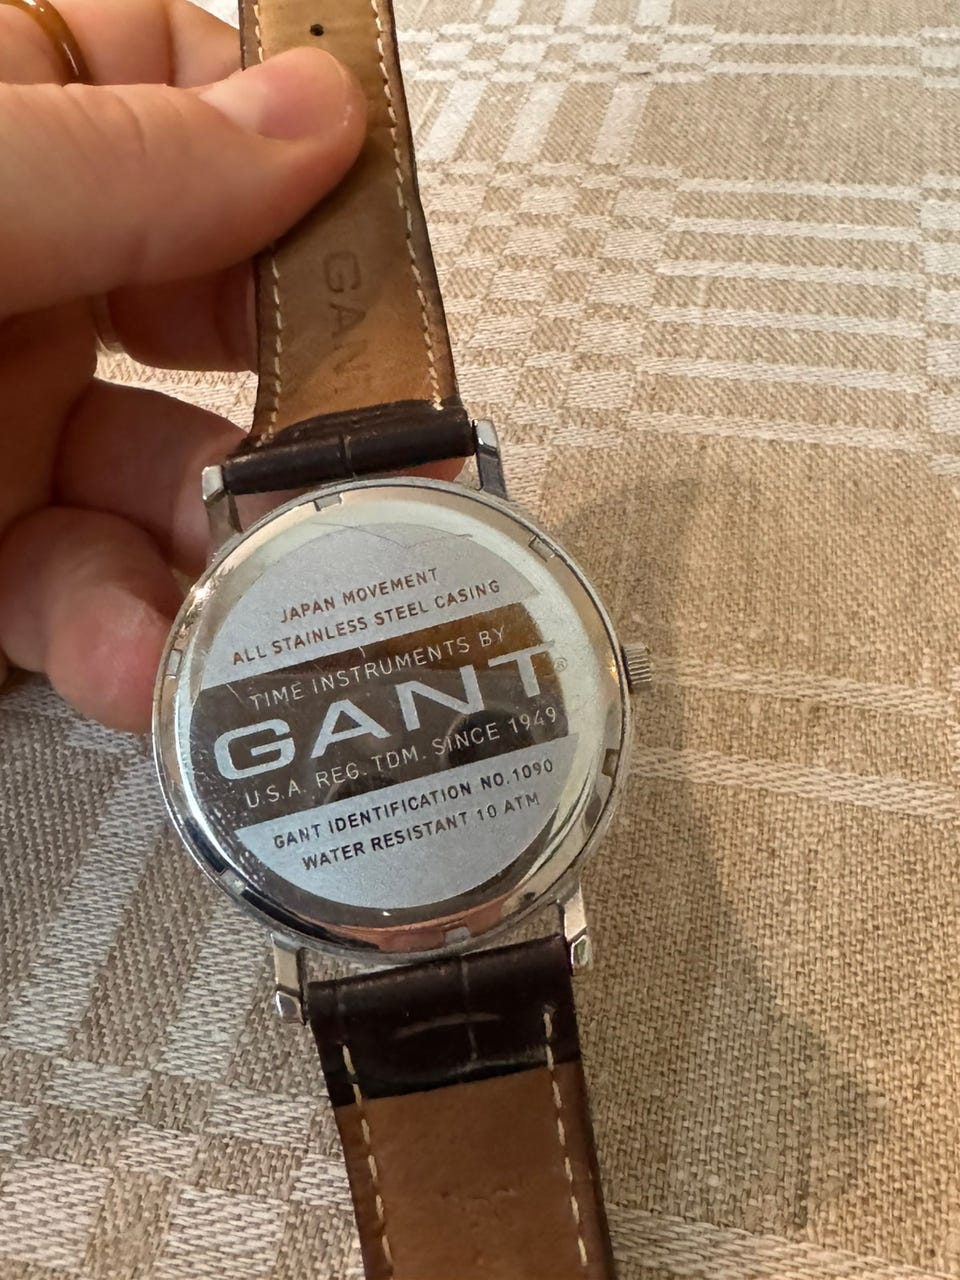 GANT
JAPAN MOVEMENT
ALL STAINLESS STEEL CASING
TIME INSTRUMENTS BY
GANT®
U.S.A. REG. TDM. SINCE 1949
GANT IDENTIFICATION NO.1090
WATER RESISTANT 10 ATM